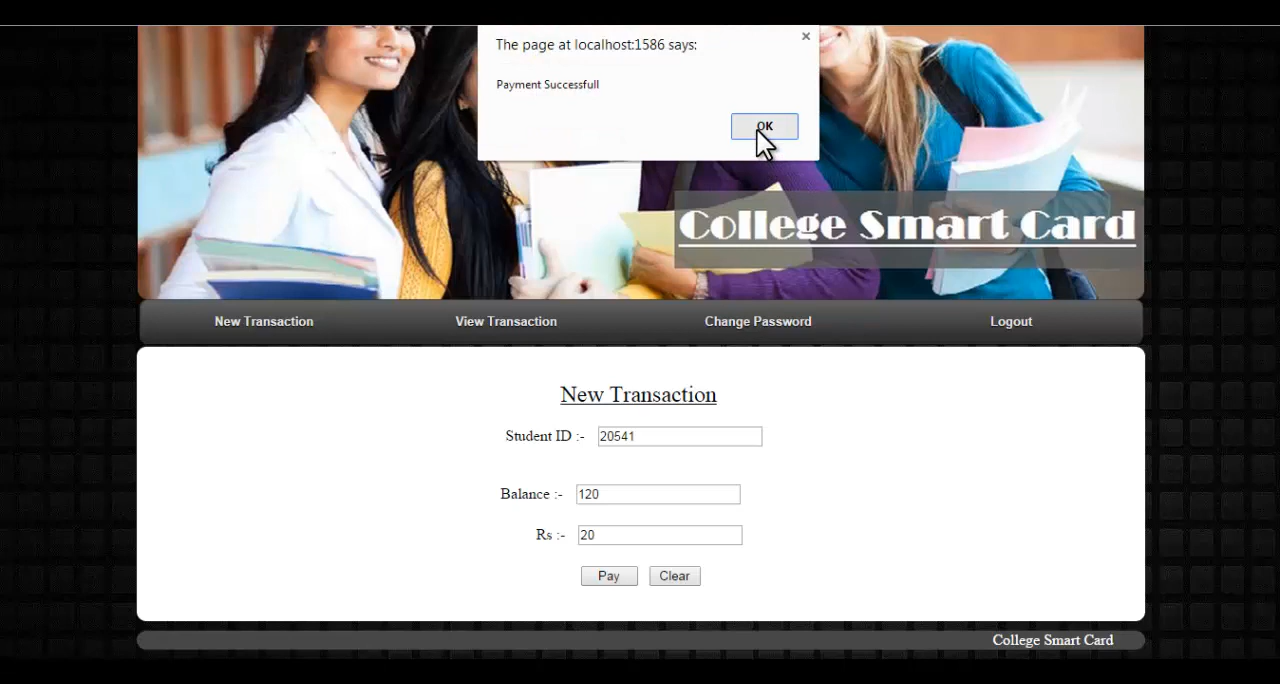 The page at localhost:1586 says:
Payment Successfull
OK
College Smart Card
New Transaction View Transaction Change Password Logout
New Transaction
Student ID :- 20541
Balance :- 120
Rs :- 20
Pay Clear
College Smart Card